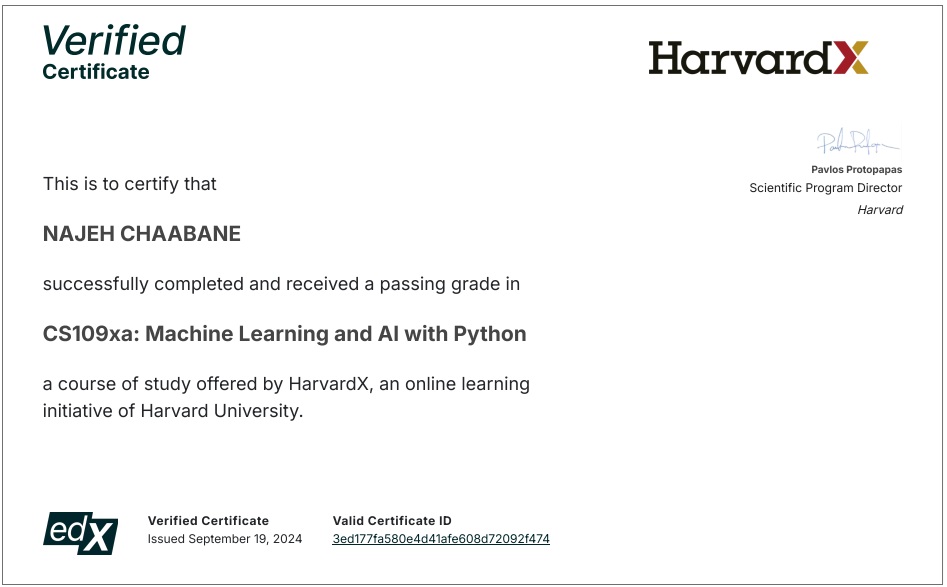 Verified
Certificate
HarvardX
Pavlos Protopapas
Scientific Program Director
Harvard
This is to certify that
NAJEH CHAABANE
successfully completed and received a passing grade in
CS109xa: Machine Learning and AI with Python
a course of study offered by HarvardX, an online learning
initiative of Harvard University.
edX
Verified Certificate
Issued September 19, 2024
Valid Certificate ID
3ed177fa580e4d41afe608d72092f474